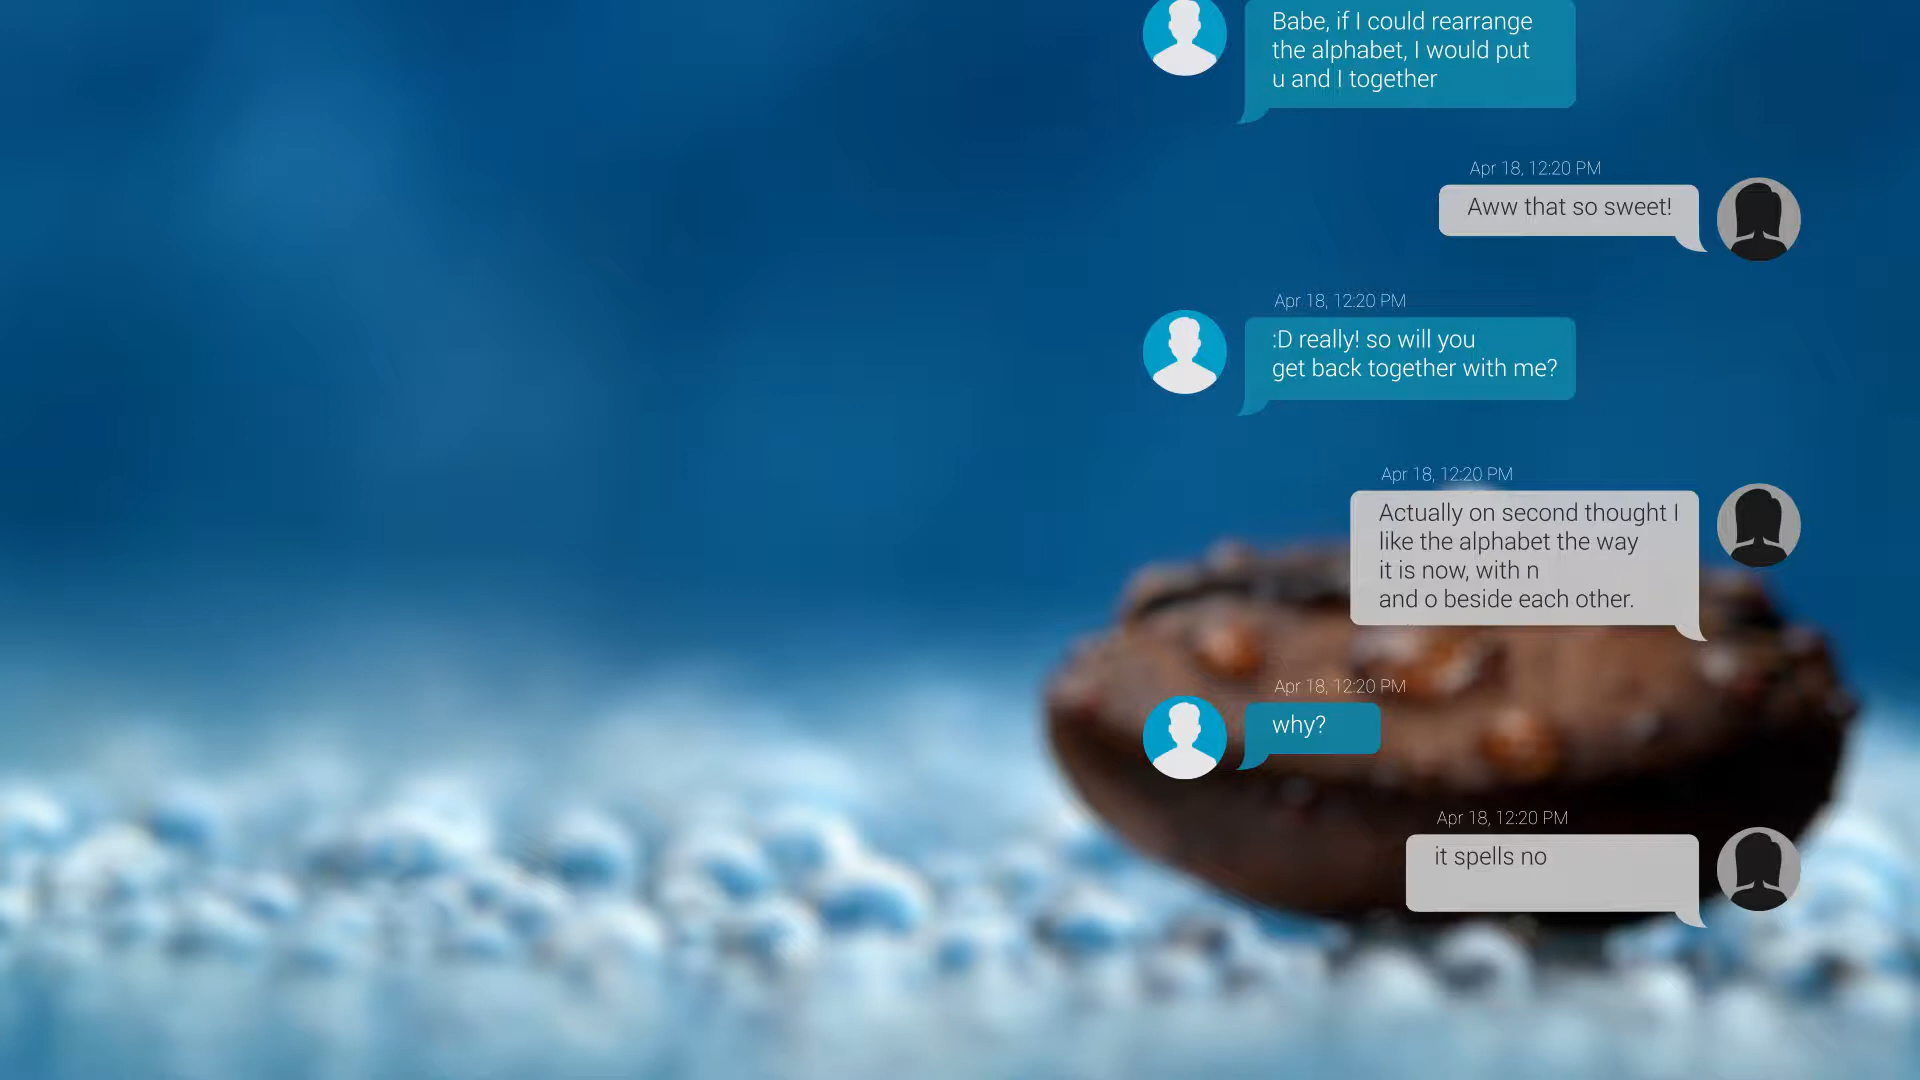 Babe, if I could rearrange
the alphabet, I would put
u and I together
Apr 18, 12:20 PM
Aww that so sweet!
Apr 18, 12:20 PM
:D really! so will you
get back together with me?
Apr 18, 12:20 PM
Actually on second thought I
like the alphabet the way
it is now, with n
and o beside each other.
Apr 18, 12:20 PM
why?
Apr 18, 12:20 PM
it spells no